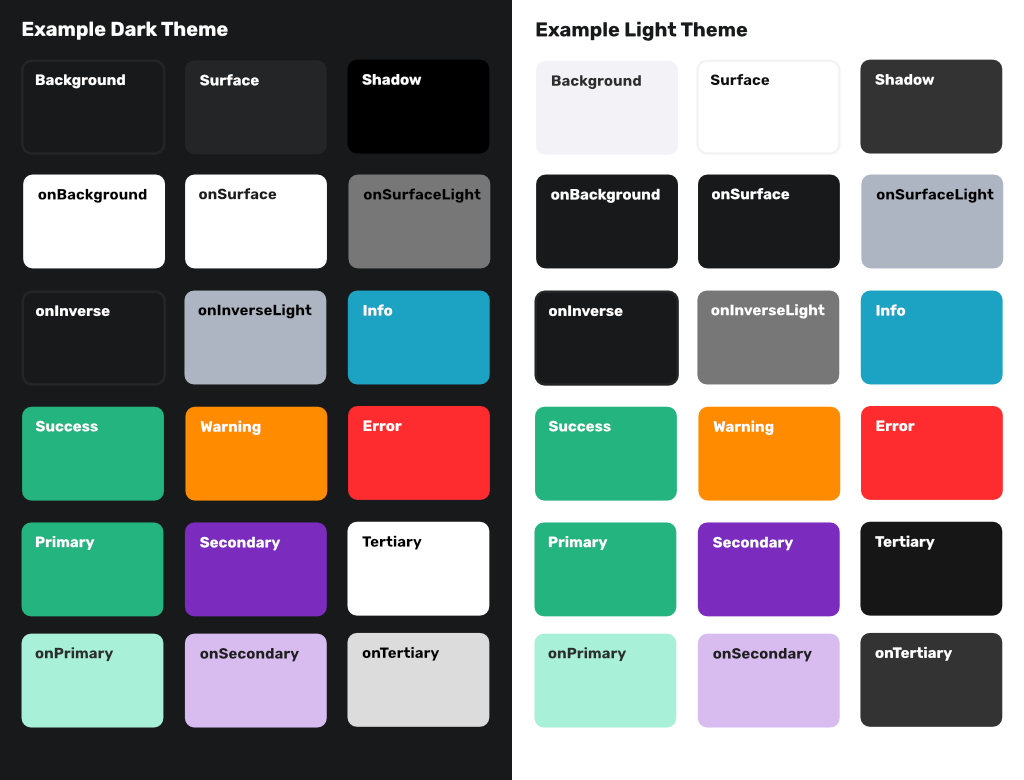 Example Dark Theme
Background
Surface
Shadow
onBackground
onSurface
onSurfaceLight
onInverse
onInverseLight
Info
Success
Warning
Error
Primary
Secondary
Tertiary
onPrimary
onSecondary
onTertiary
Example Light Theme
Background
Surface
Shadow
onBackground
onSurface
onSurfaceLight
onInverse
onInverseLight
Info
Success
Warning
Error
Primary
Secondary
Tertiary
onPrimary
onSecondary
onTertiary